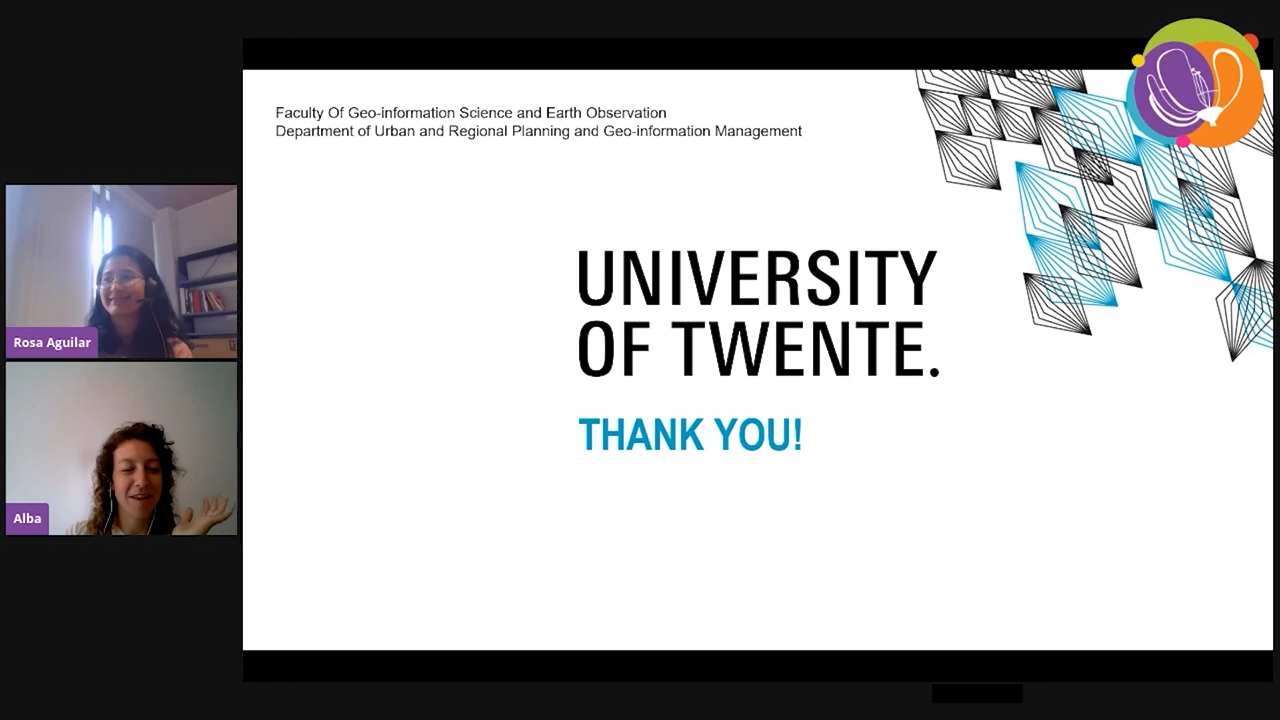 Faculty Of Geo-information Science and Earth Observation
Department of Urban and Regional Planning and Geo-information Management
UNIVERSITY
OF TWENTE.
THANK YOU!
Rosa Aguilar
Alba